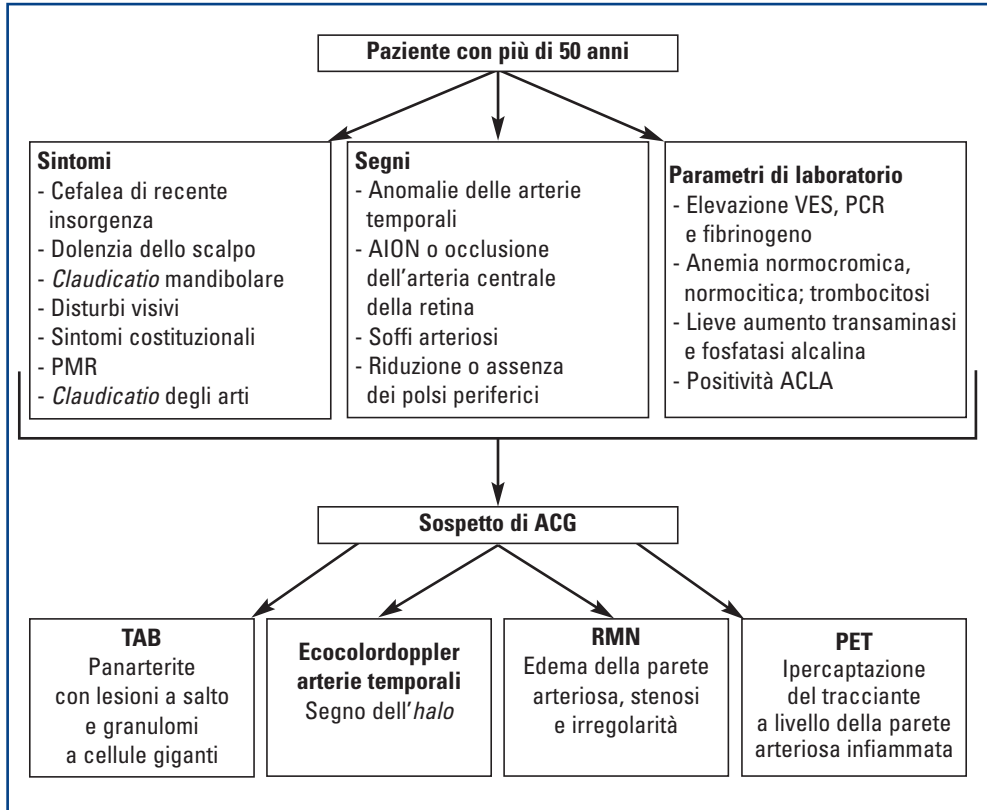 Paziente con più di 50 anni
Sintomi
- Cefalea di recente
insorgenza
- Dolenzia dello scalpo
- Claudicatio mandibolare
- Disturbi visivi
- Sintomi costituzionali
- PMR
- Claudicatio degli arti
Segni
- Anomalie delle arterie
temporali
- AION o occlusione
dell'arteria centrale
della retina
- Soffi arteriosi
- Riduzione o assenza
dei polsi periferici
Parametri di laboratorio
- Elevazione VES, PCR
e fibrinogeno
- Anemia normocromica,
normocitica; trombocitosi
- Lieve aumento transaminasi
e fosfatasi alcalina
- Positività ACLA
Sospetto di ACG
TAB
Panarterite
con lesioni a salto
e granulomi
a cellule giganti
Ecocolordoppler
arterie temporali
Segno dell'halo
RMN
Edema della parete
arteriosa, stenosi
e irregolarità
PET
Ipercaptazione
del tracciante
a livello della parete
arteriosa infiammata